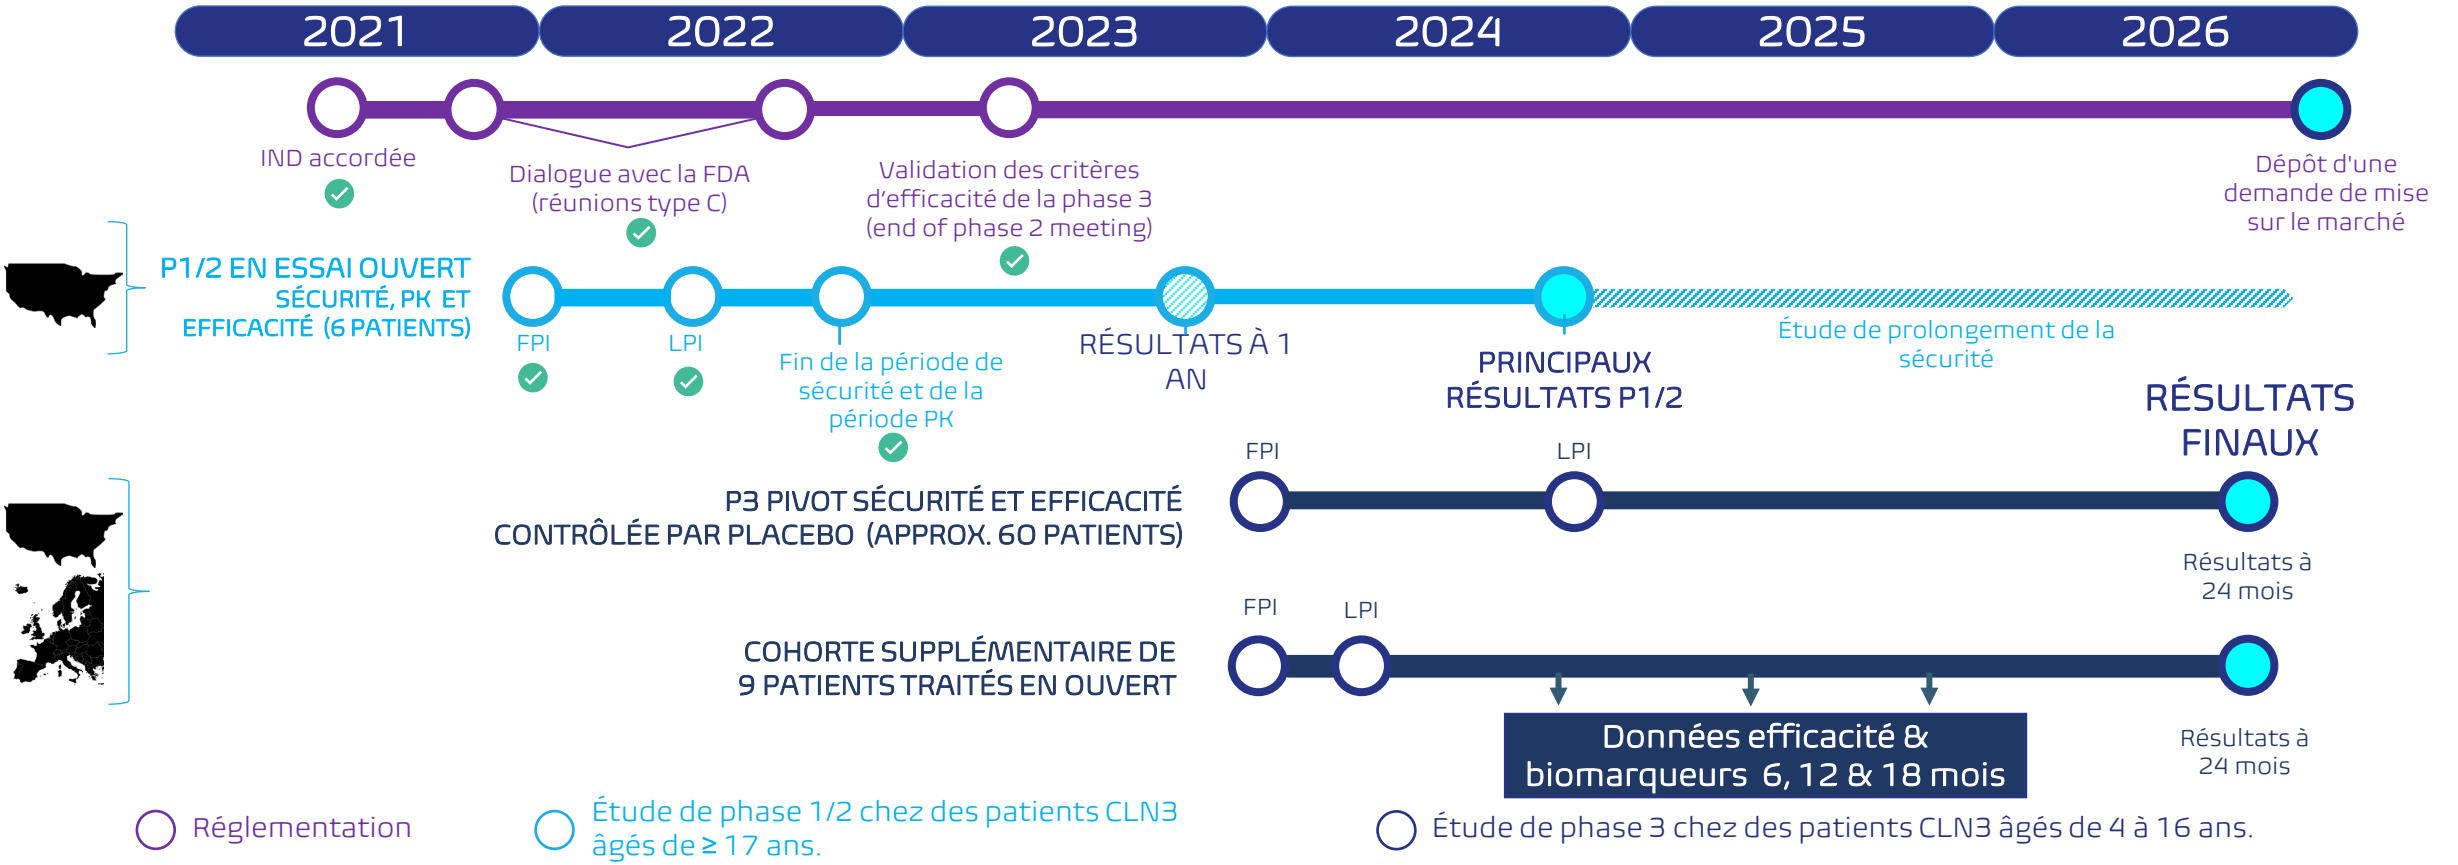 2021
2022
2023
2024
2025
2026
IND accordée
Dialogue avec la FDA
(réunions type C)
Validation des critères
d’efficacité de la phase 3
(end of phase 2 meeting)
Dépôt d'une
demande de mise
sur le marché
P1/2 EN ESSAI OUVERT
SÉCURITÉ, PK ET
EFFICACITÉ (6 PATIENTS)
FPI
LPI
Fin de la période de
sécurité et de la
période PK
RÉSULTATS À 1
AN
PRINCIPAUX
RÉSULTATS P1/2
Étude de prolongement de la
sécurité
RÉSULTATS
FINAUX
FPI
LPI
P3 PIVOT SÉCURITÉ ET EFFICACITÉ
CONTRÔLÉE PAR PLACEBO (APPROX. 60 PATIENTS)
Résultats à
24 mois
FPI
LPI
COHORTE SUPPLÉMENTAIRE DE
9 PATIENTS TRAITÉS EN OUVERT
Données efficacité &
biomarqueurs 6, 12 & 18 mois
Résultats à
24 mois
Réglementation
Étude de phase 1/2 chez des patients CLN3
âgés de ≥ 17 ans.
Étude de phase 3 chez des patients CLN3 âgés de 4 à 16 ans.